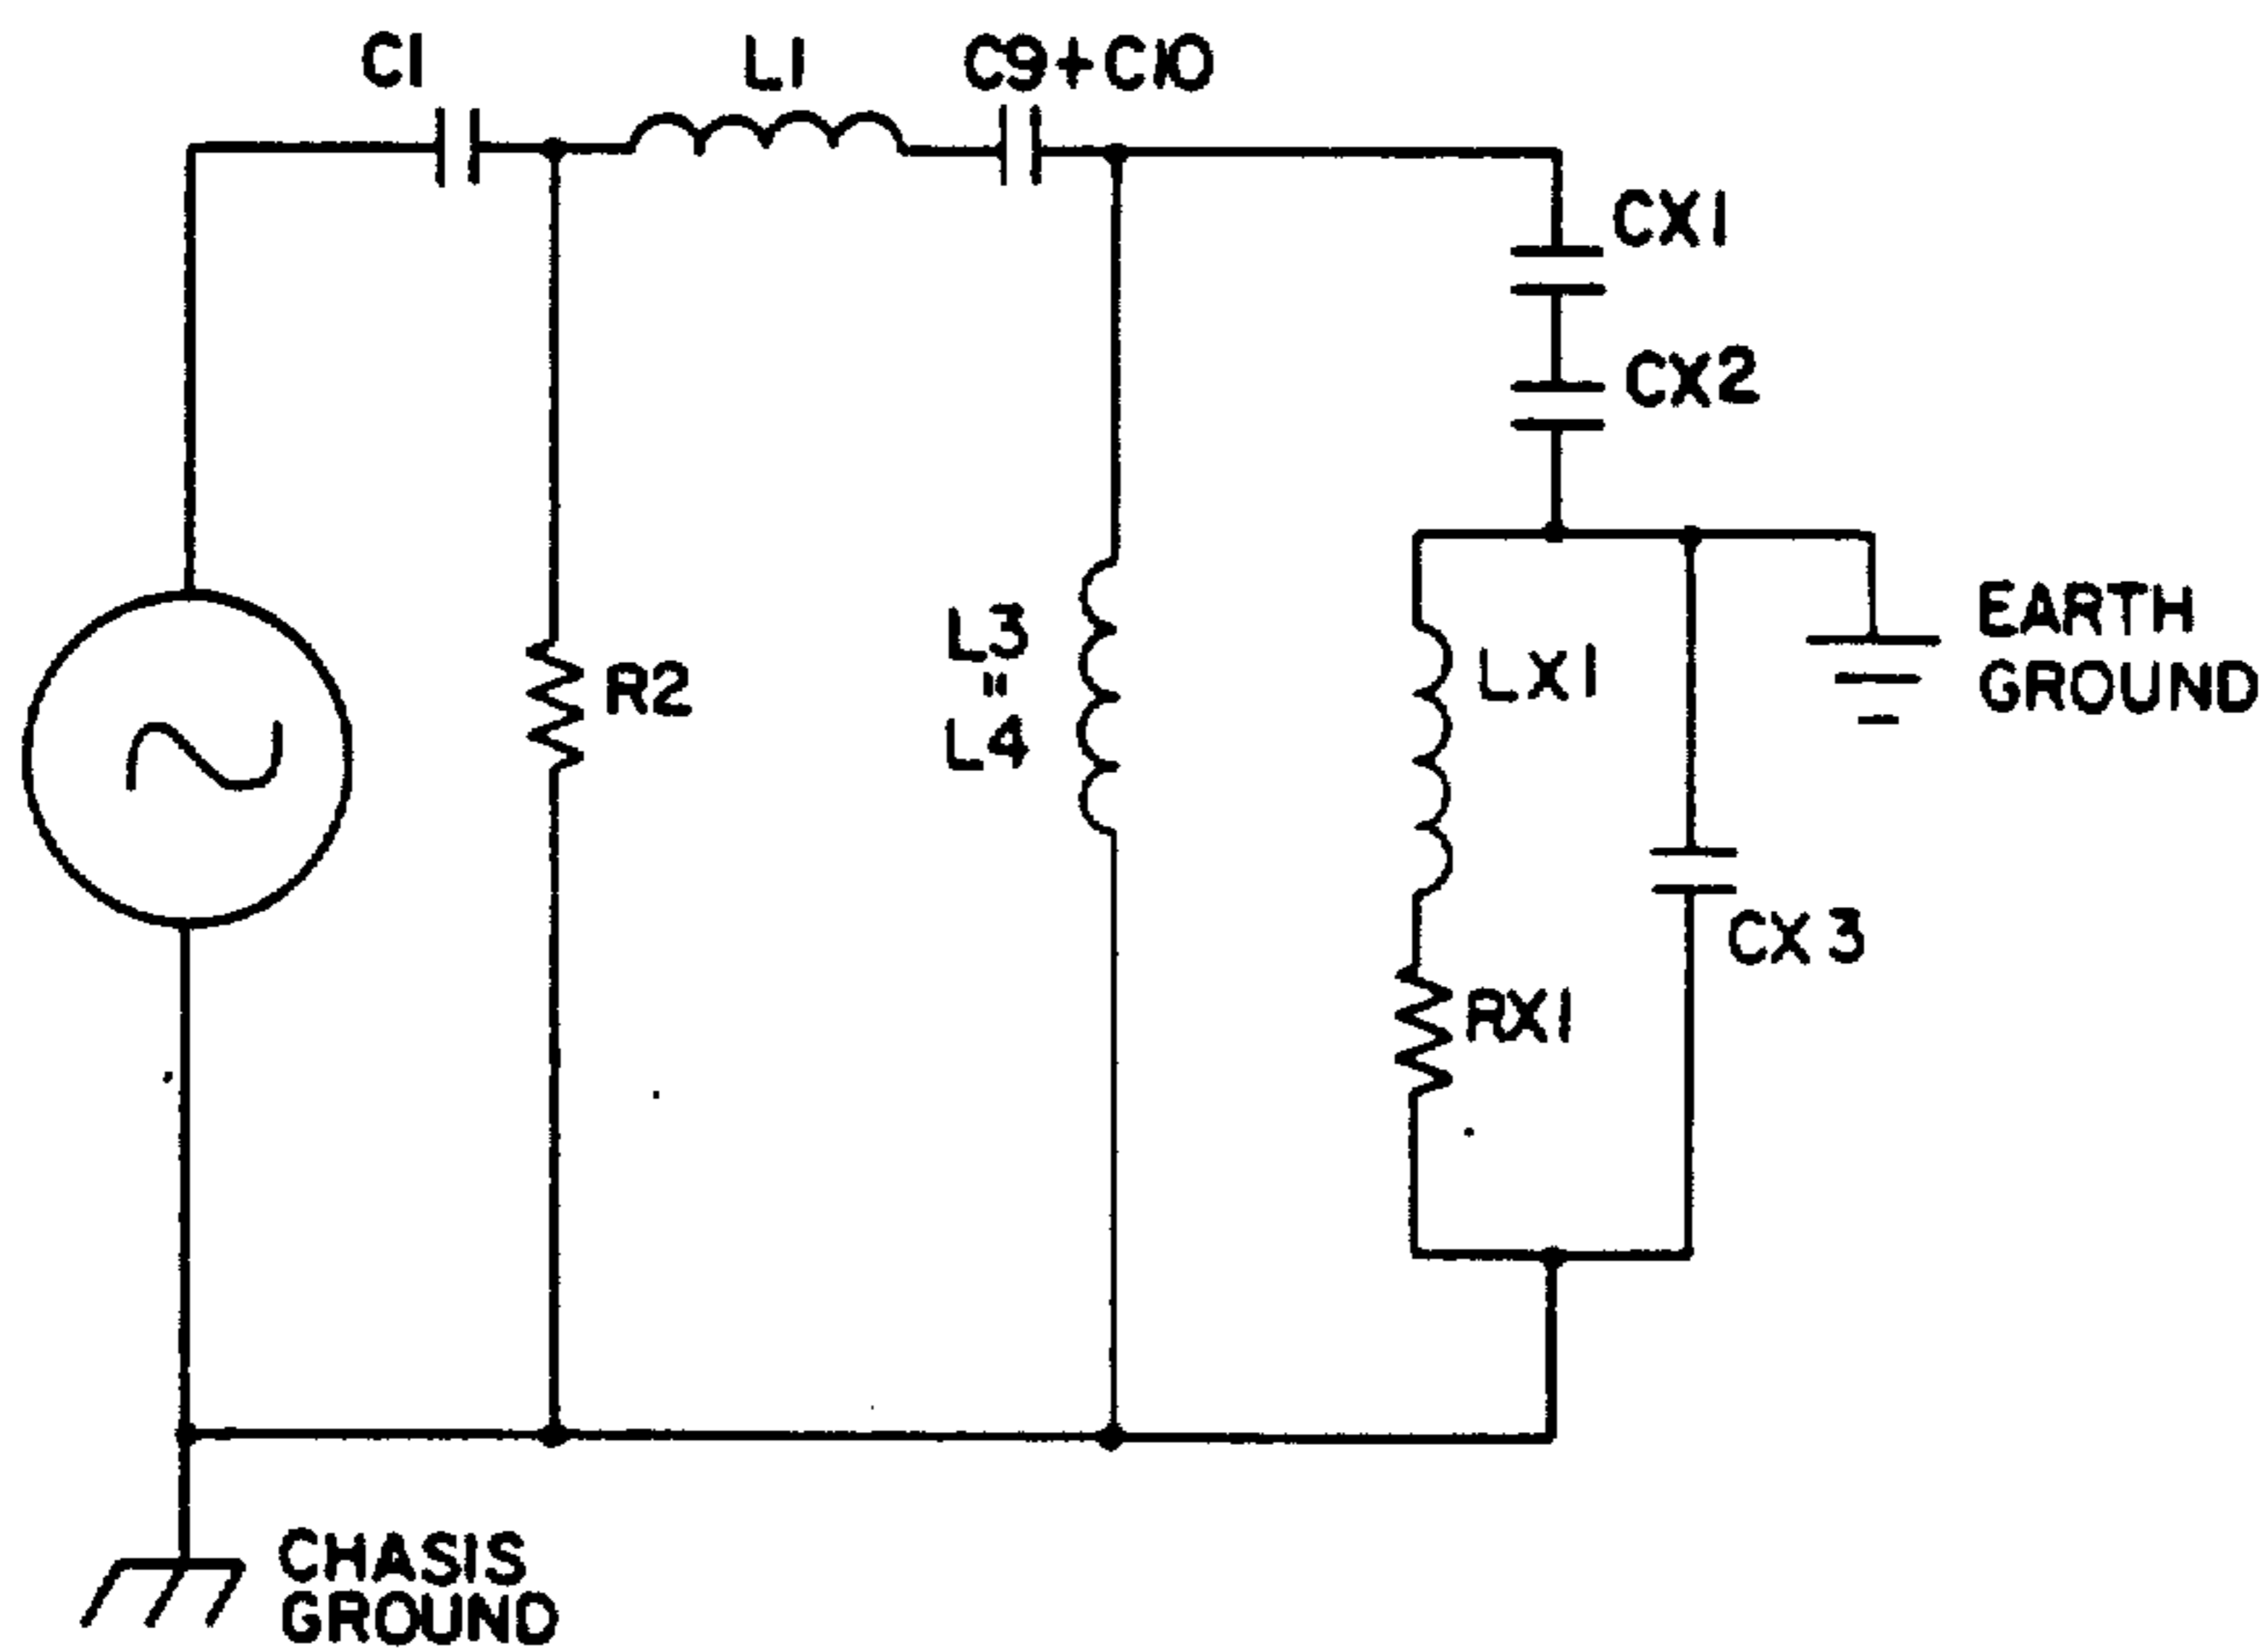 C1
L1
C9+C10
CX1
CX2
EARTH
GROUND
L3
"
L4
R2
LX1
CX3
RX1
CHASIS
GROUND